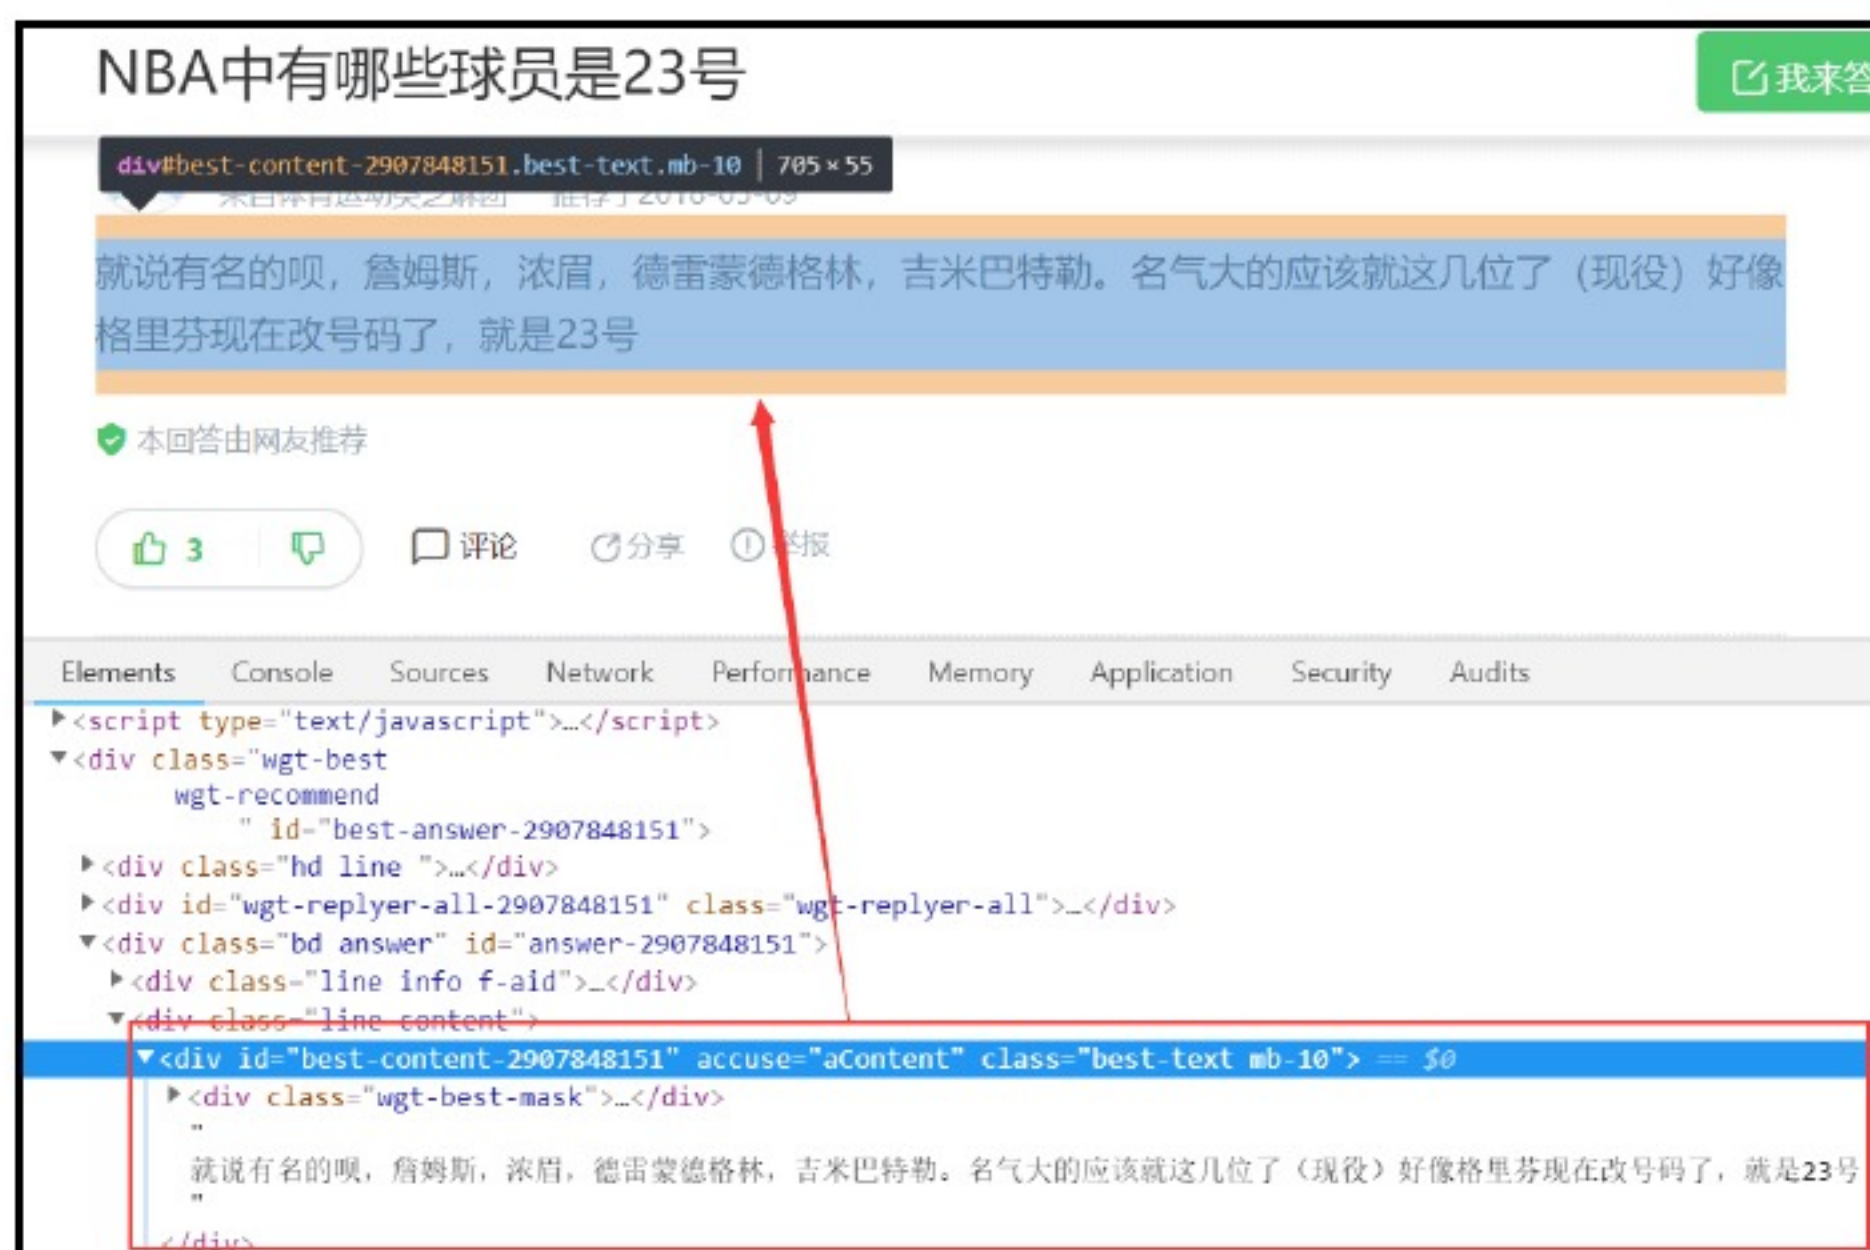 NBA中有哪些球员是23号
我来答
div#best-content-2907848151.best-text.mb-10 | 705×55
就说有名的呗，詹姆斯，浓眉，德雷蒙德格林，吉米巴特勒。名气大的应该就这几位了（现役）好像
格里芬现在改号码了，就是23号
本回答由网友推荐
3 评论 分享 举报
Elements Console Sources Network Performance Memory Application Security Audits
<script type="text/javascript">…</script>
<div class="wgt-best
wgt-recommend
" id="best-answer-2907848151">
<div class="hd line ">…</div>
<div id="wgt-replyer-all-2907848151" class="wgt-replyer-all">…</div>
<div class="bd answer" id="answer-2907848151">
<div class="line info f-aid">…</div>
<div class="line content">
<div id="best-content-2907848151" accuse="aContent" class="best-text mb-10"> == $0
<div class="wgt-best-mask">…</div>
"
就说有名的呗，詹姆斯，浓眉，德雷蒙德格林，吉米巴特勒。名气大的应该就这几位了（现役）好像格里芬现在改号码了，就是23号
"
</div>